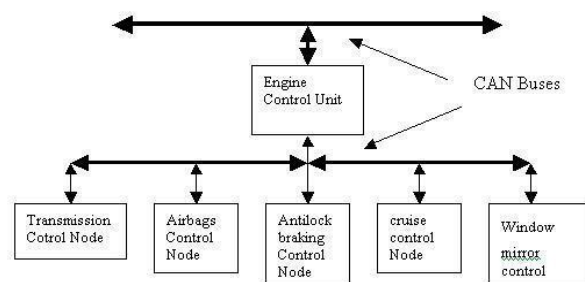 Engine
Control Unit
CAN Buses
Transmission
Cotrol Node
Airbags
Control
Node
Antilock
braking
Control
Node
cruise
control
Node
Window
mirror
control